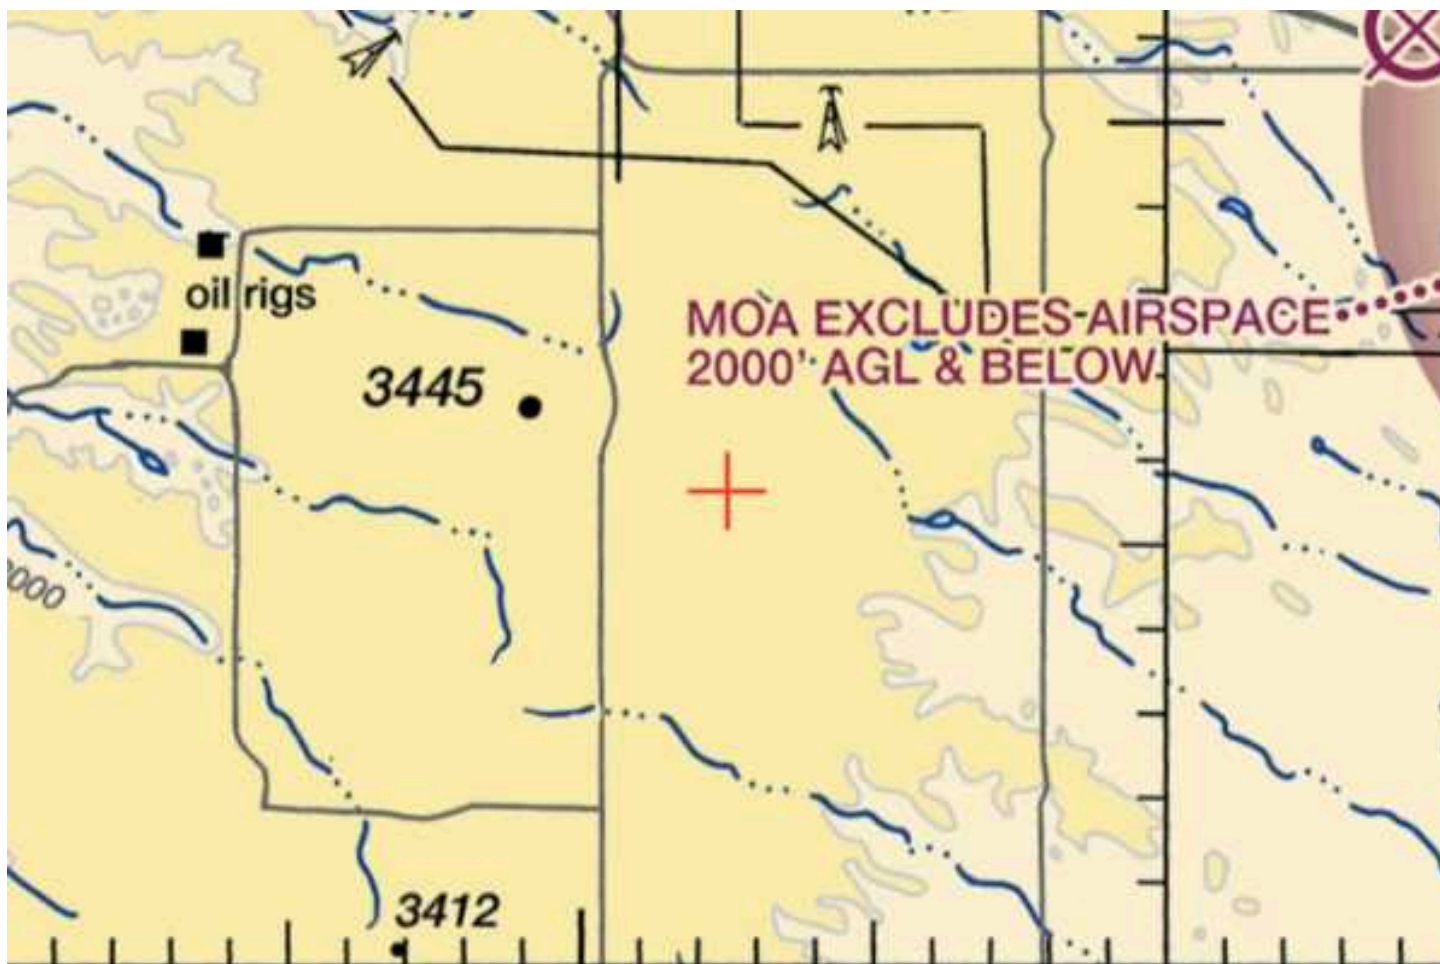 oil rigs
MOA EXCLUDES AIRSPACE
2000' AGL & BELOW
3445
3412